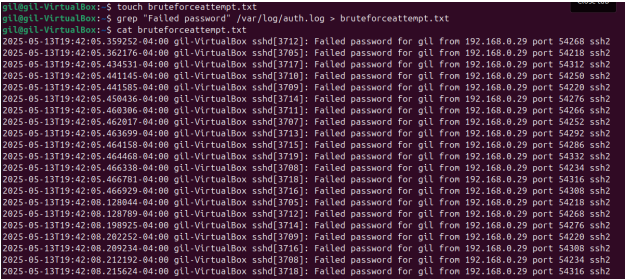 gil@gil-VirtualBox:~$ touch bruteforceattempt.txt
gil@gil-VirtualBox:~$ grep "Failed password" /var/log/auth.log > bruteforceattempt.txt
gil@gil-VirtualBox:~$ cat bruteforceattempt.txt
2025-05-13T19:42:05.359252-04:00 gil-VirtualBox sshd[3712]: Failed password for gil from 192.168.0.29 port 54268 ssh2
2025-05-13T19:42:05.362176-04:00 gil-VirtualBox sshd[3705]: Failed password for gil from 192.168.0.29 port 54218 ssh2
2025-05-13T19:42:05.434531-04:00 gil-VirtualBox sshd[3717]: Failed password for gil from 192.168.0.29 port 54312 ssh2
2025-05-13T19:42:05.441145-04:00 gil-VirtualBox sshd[3710]: Failed password for gil from 192.168.0.29 port 54250 ssh2
2025-05-13T19:42:05.441585-04:00 gil-VirtualBox sshd[3709]: Failed password for gil from 192.168.0.29 port 54220 ssh2
2025-05-13T19:42:05.450436-04:00 gil-VirtualBox sshd[3714]: Failed password for gil from 192.168.0.29 port 54276 ssh2
2025-05-13T19:42:05.460306-04:00 gil-VirtualBox sshd[3711]: Failed password for gil from 192.168.0.29 port 54266 ssh2
2025-05-13T19:42:05.462017-04:00 gil-VirtualBox sshd[3707]: Failed password for gil from 192.168.0.29 port 54252 ssh2
2025-05-13T19:42:05.463699-04:00 gil-VirtualBox sshd[3713]: Failed password for gil from 192.168.0.29 port 54292 ssh2
2025-05-13T19:42:05.464158-04:00 gil-VirtualBox sshd[3715]: Failed password for gil from 192.168.0.29 port 54286 ssh2
2025-05-13T19:42:05.464468-04:00 gil-VirtualBox sshd[3719]: Failed password for gil from 192.168.0.29 port 54332 ssh2
2025-05-13T19:42:05.466338-04:00 gil-VirtualBox sshd[3708]: Failed password for gil from 192.168.0.29 port 54234 ssh2
2025-05-13T19:42:05.466781-04:00 gil-VirtualBox sshd[3718]: Failed password for gil from 192.168.0.29 port 54316 ssh2
2025-05-13T19:42:05.466929-04:00 gil-VirtualBox sshd[3716]: Failed password for gil from 192.168.0.29 port 54308 ssh2
2025-05-13T19:42:08.128044-04:00 gil-VirtualBox sshd[3705]: Failed password for gil from 192.168.0.29 port 54218 ssh2
2025-05-13T19:42:08.128789-04:00 gil-VirtualBox sshd[3712]: Failed password for gil from 192.168.0.29 port 54268 ssh2
2025-05-13T19:42:08.198925-04:00 gil-VirtualBox sshd[3714]: Failed password for gil from 192.168.0.29 port 54276 ssh2
2025-05-13T19:42:08.202252-04:00 gil-VirtualBox sshd[3709]: Failed password for gil from 192.168.0.29 port 54220 ssh2
2025-05-13T19:42:08.209234-04:00 gil-VirtualBox sshd[3716]: Failed password for gil from 192.168.0.29 port 54308 ssh2
2025-05-13T19:42:08.212192-04:00 gil-VirtualBox sshd[3708]: Failed password for gil from 192.168.0.29 port 54234 ssh2
2025-05-13T19:42:08.215624-04:00 gil-VirtualBox sshd[3718]: Failed password for gil from 192.168.0.29 port 54316 ssh2